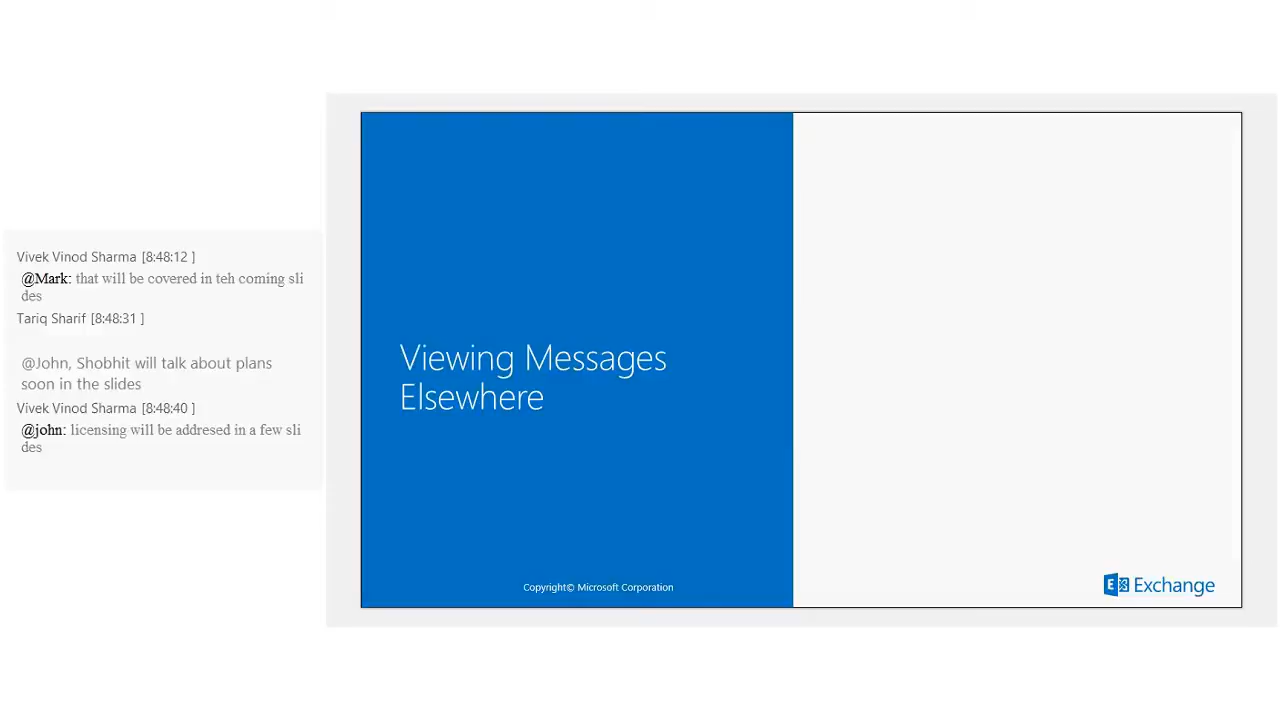 Vivek Vinod Sharma [8:48:12 ]
@Mark: that will be covered in teh coming sli
des
Tariq Sharif [8:48:31 ]
@John, Shobhit will talk about plans
soon in the slides
Vivek Vinod Sharma [8:48:40 ]
@john: licensing will be addresed in a few sli
des
Viewing Messages
Elsewhere
Copyright© Microsoft Corporation
Exchange